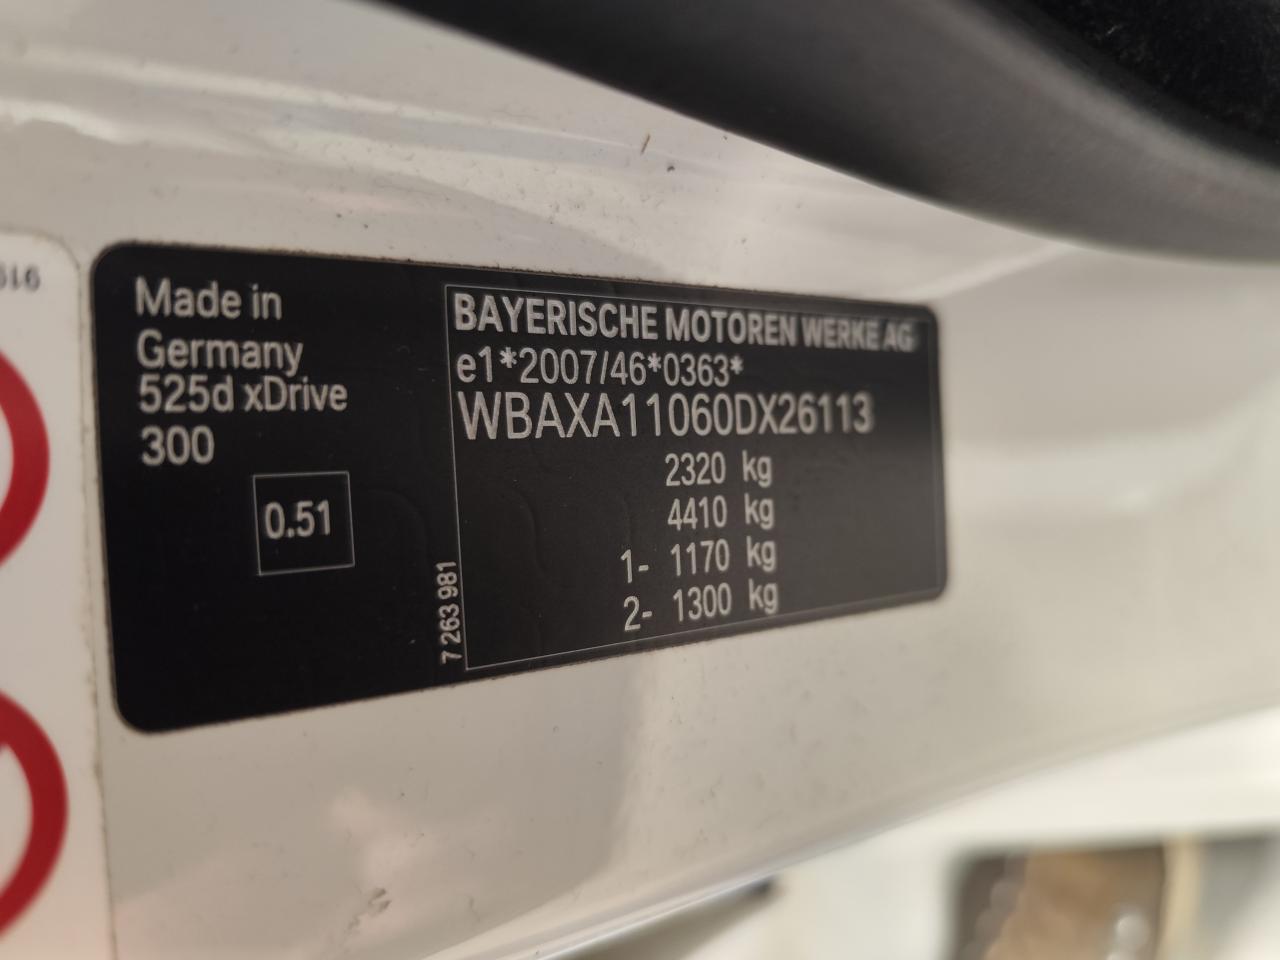 Made in
Germany
525d xDrive
300
0.51
7 263 981
BAYERISCHE MOTOREN WERKE AG
e1*2007/46*0363*
WBAXA11060DX26113
2320 kg
4410 kg
1- 1170 kg
2- 1300 kg